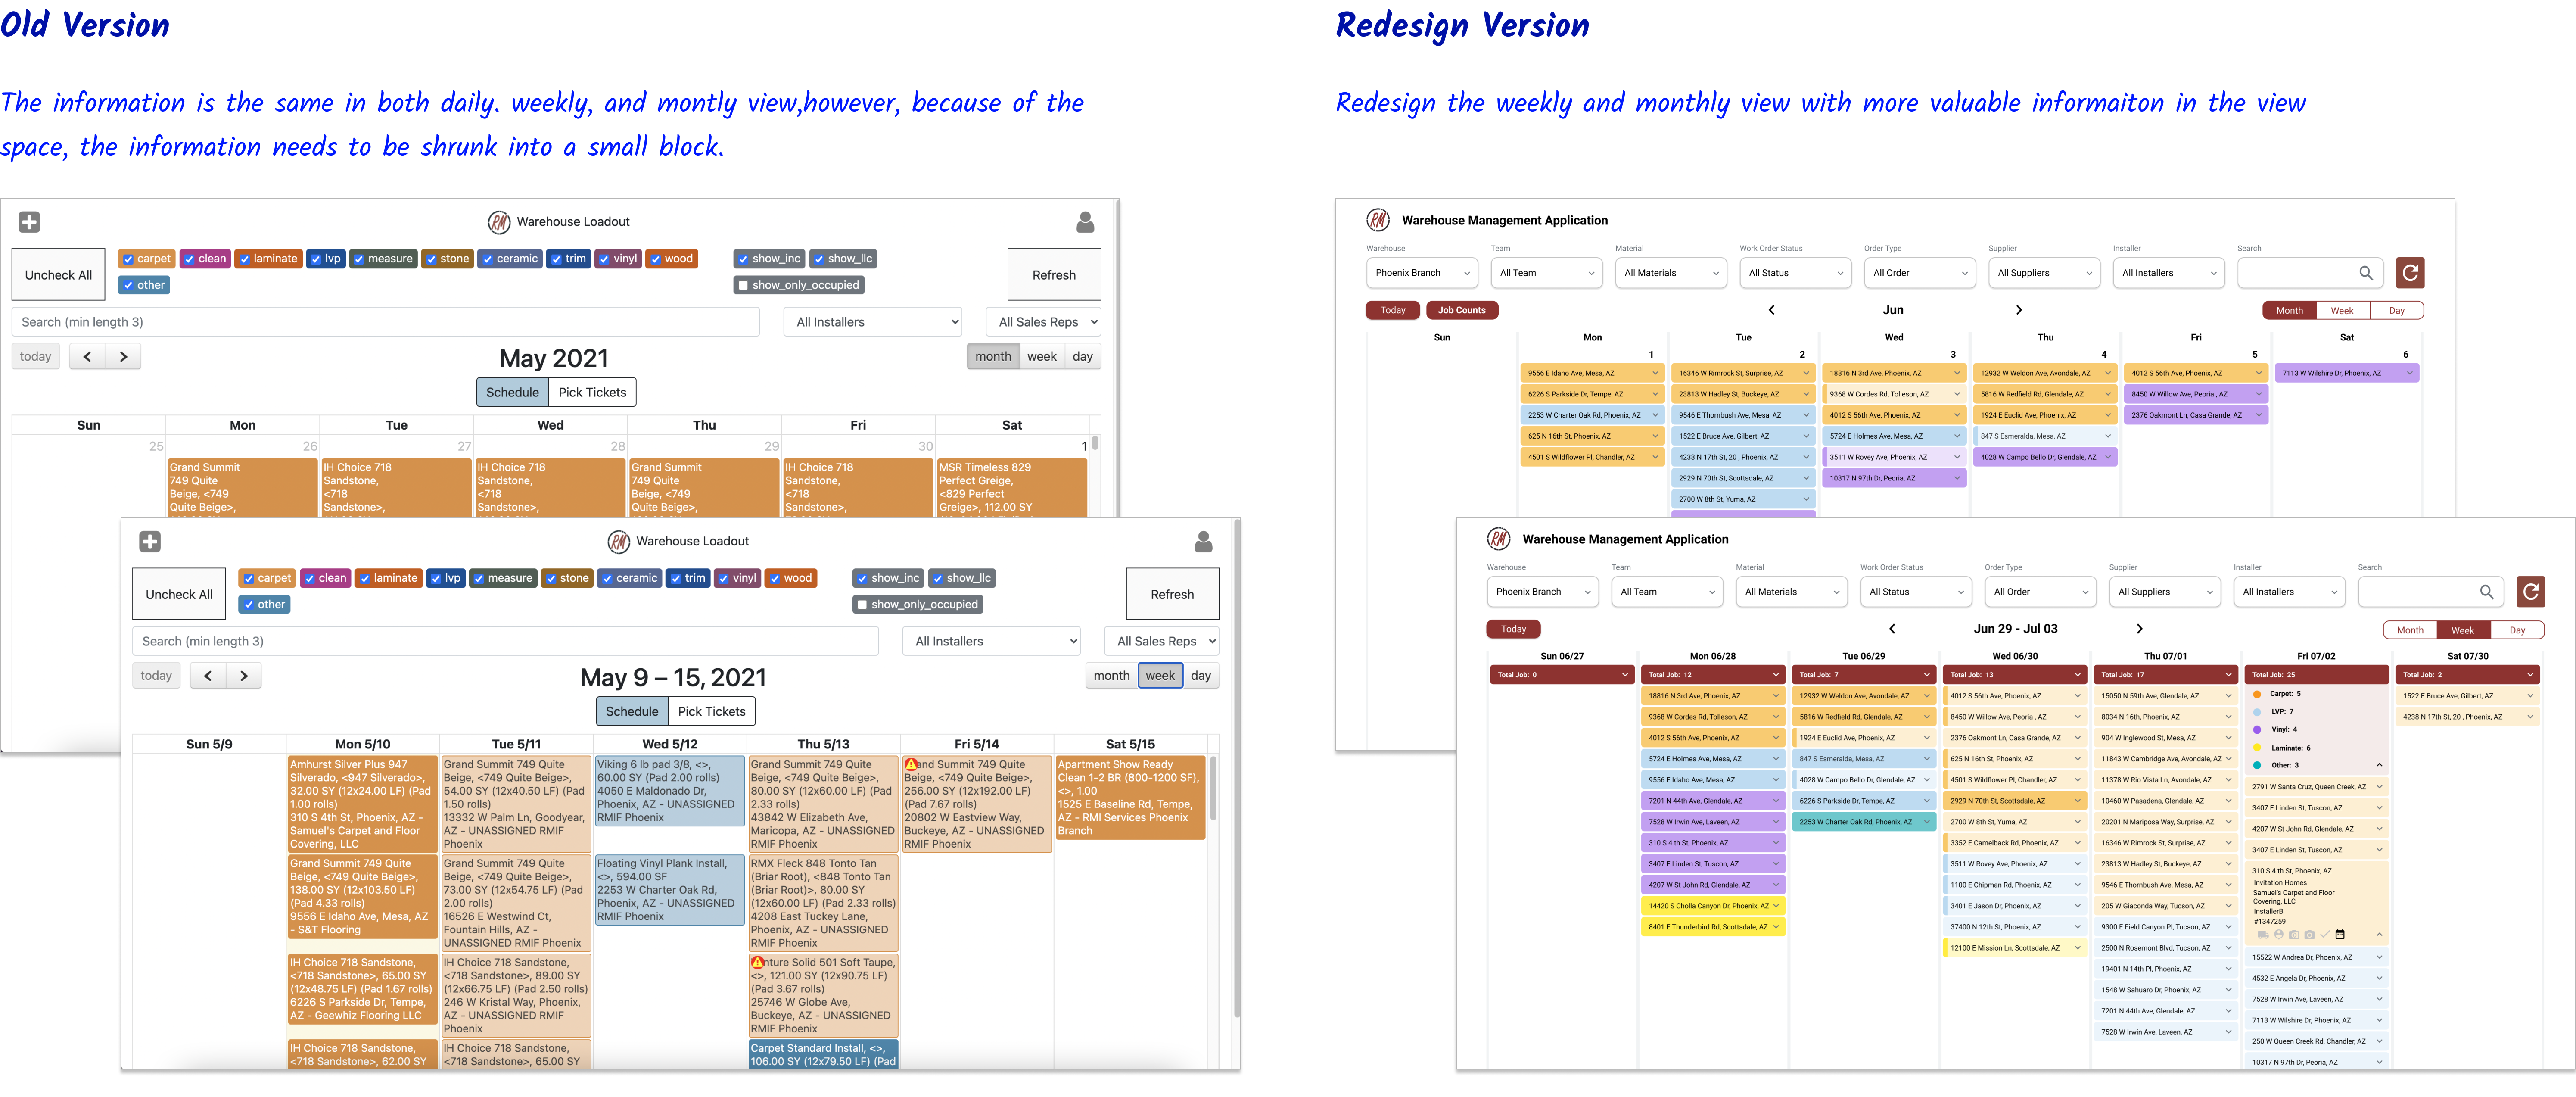 Old Version
The information is the same in both daily. weekly, and montly view,however, because of the
space, the information needs to be shrunk into a small block.
RM Warehouse Loadout
Uncheck All
carpet clean laminate lvp measure stone ceramic trim vinyl wood
other
show_inc show_llc
show_only_occupied
Refresh
Search (min length 3)
All Installers
All Sales Reps
today
May 2021
month week day
Schedule Pick Tickets
Sun Mon Tue Wed Thu Fri Sat
25 26 27 28 29 30 1
Grand Summit
749 Quite
Beige, <749
Quite Beige>,
IH Choice 718
Sandstone,
<718
Sandstone>,
IH Choice 718
Sandstone,
<718
Sandstone>,
Grand Summit
749 Quite
Beige, <749
Quite Beige>,
IH Choice 718
Sandstone,
<718
Sandstone>,
MSR Timeless 829
Perfect Greige,
<829 Perfect
Greige>, 112.00 SY
RM Warehouse Loadout
Uncheck All
carpet clean laminate lvp measure stone ceramic trim vinyl wood
other
show_inc show_llc
show_only_occupied
Refresh
Search (min length 3)
All Installers
All Sales Reps
today
May 9 – 15, 2021
month week day
Schedule Pick Tickets
Sun 5/9 Mon 5/10 Tue 5/11 Wed 5/12 Thu 5/13 Fri 5/14 Sat 5/15
Amhurst Silver Plus 947
Silverado, <947 Silverado>,
32.00 SY (12x24.00 LF) (Pad
1.00 rolls)
310 S 4th St, Phoenix, AZ -
Samuel's Carpet and Floor
Covering, LLC
Grand Summit 749 Quite
Beige, <749 Quite Beige>,
138.00 SY (12x103.50 LF)
(Pad 4.33 rolls)
9556 E Idaho Ave, Mesa, AZ
- S&T Flooring
IH Choice 718 Sandstone,
<718 Sandstone>, 65.00 SY
(12x48.75 LF) (Pad 1.67 rolls)
6226 S Parkside Dr, Tempe,
AZ - Geewhiz Flooring LLC
IH Choice 718 Sandstone,
<718 Sandstone>, 62.00 SY
Grand Summit 749 Quite
Beige, <749 Quite Beige>,
54.00 SY (12x40.50 LF) (Pad
1.50 rolls)
13332 W Palm Ln, Goodyear,
AZ - UNASSIGNED RMIF
Phoenix
Grand Summit 749 Quite
Beige, <749 Quite Beige>,
73.00 SY (12x54.75 LF) (Pad
2.00 rolls)
16526 E Westwind Ct,
Fountain Hills, AZ -
UNASSIGNED RMIF Phoenix
IH Choice 718 Sandstone,
<718 Sandstone>, 89.00 SY
(12x66.75 LF) (Pad 2.50 rolls)
246 W Kristal Way, Phoenix,
AZ - UNASSIGNED RMIF
Phoenix
IH Choice 718 Sandstone,
<718 Sandstone>, 65.00 SY
Viking 6 lb pad 3/8, <>,
60.00 SY (Pad 2.00 rolls)
4050 E Maldonado Dr,
Phoenix, AZ - UNASSIGNED
RMIF Phoenix
Floating Vinyl Plank Install,
<>, 594.00 SF
2253 W Charter Oak Rd,
Phoenix, AZ - UNASSIGNED
RMIF Phoenix
Grand Summit 749 Quite
Beige, <749 Quite Beige>,
80.00 SY (12x60.00 LF) (Pad
2.33 rolls)
43842 W Elizabeth Ave,
Maricopa, AZ - UNASSIGNED
RMIF Phoenix
RMX Fleck 848 Tonto Tan
(Briar Root), <848 Tonto Tan
(Briar Root)>, 80.00 SY
(12x60.00 LF) (Pad 2.33 rolls)
4208 East Tuckey Lane,
Phoenix, AZ - UNASSIGNED
RMIF Phoenix
nture Solid 501 Soft Taupe,
<>, 121.00 SY (12x90.75 LF)
(Pad 3.67 rolls)
25746 W Globe Ave,
Buckeye, AZ - UNASSIGNED
RMIF Phoenix
Carpet Standard Install, <>,
106.00 SY (12x79.50 LF) (Pad
and Summit 749 Quite
Beige, <749 Quite Beige>,
256.00 SY (12x192.00 LF)
(Pad 7.67 rolls)
20802 W Eastview Way,
Buckeye, AZ - UNASSIGNED
RMIF Phoenix
Apartment Show Ready
Clean 1-2 BR (800-1200 SF),
<>, 1.00
1525 E Baseline Rd, Tempe,
AZ - RMI Services Phoenix
Branch
Redesign Version
Redesign the weekly and monthly view with more valuable informaiton in the view
RM Warehouse Management Application
Warehouse Team Material Work Order Status Order Type Supplier Installer Search
Phoenix Branch All Team All Materials All Status All Order All Suppliers All Installers
Today Job Counts
Jun
Month Week Day
Sun Mon Tue Wed Thu Fri Sat
1 2 3 4 5 6
9556 E Idaho Ave, Mesa, AZ
6226 S Parkside Dr, Tempe, AZ
2253 W Charter Oak Rd, Phoenix, AZ
625 N 16th St, Phoenix, AZ
4501 S Wildflower Pl, Chandler, AZ
16346 W Rimrock St, Surprise, AZ
23813 W Hadley St, Buckeye, AZ
9546 E Thornbush Ave, Mesa, AZ
1522 E Bruce Ave, Gilbert, AZ
4238 N 17th St, 20 , Phoenix, AZ
2929 N 70th St, Scottsdale, AZ
2700 W 8th St, Yuma, AZ
18816 N 3rd Ave, Phoenix, AZ
9368 W Cordes Rd, Tolleson, AZ
4012 S 56th Ave, Phoenix, AZ
5724 E Holmes Ave, Mesa, AZ
3511 W Rovey Ave, Phoenix, AZ
10317 N 97th Dr, Peoria, AZ
12932 W Weldon Ave, Avondale, AZ
5816 W Redfield Rd, Glendale, AZ
1924 E Euclid Ave, Phoenix, AZ
847 S Esmeralda, Mesa, AZ
4028 W Campo Bello Dr, Glendale, AZ
4012 S 56th Ave, Phoenix, AZ
8450 W Willow Ave, Peoria , AZ
2376 Oakmont Ln, Casa Grande, AZ
7113 W Wilshire Dr, Phoenix, AZ
RM Warehouse Management Application
Warehouse Team Material Work Order Status Order Type Supplier Installer Search
Phoenix Branch All Team All Materials All Status All Order All Suppliers All Installers
Today
Jun 29 - Jul 03
Month Week Day
Sun 06/27 Mon 06/28 Tue 06/29 Wed 06/30 Thu 07/01 Fri 07/02 Sat 07/30
Total Job: 0 Total Job: 12 Total Job: 7 Total Job: 13 Total Job: 17 Total Job: 25 Total Job: 2
18816 N 3rd Ave, Phoenix, AZ
9368 W Cordes Rd, Tolleson, AZ
4012 S 56th Ave, Phoenix, AZ
5724 E Holmes Ave, Mesa, AZ
9556 E Idaho Ave, Mesa, AZ
7201 N 44th Ave, Glendale, AZ
7528 W Irwin Ave, Laveen, AZ
310 S 4 th St, Phoenix, AZ
3407 E Linden St, Tuscon, AZ
4207 W St John Rd, Glendale, AZ
14420 S Cholla Canyon Dr, Phoenix, AZ
8401 E Thunderbird Rd, Scottsdale, AZ
12932 W Weldon Ave, Avondale, AZ
5816 W Redfield Rd, Glendale, AZ
1924 E Euclid Ave, Phoenix, AZ
847 S Esmeralda, Mesa, AZ
4028 W Campo Bello Dr, Glendale, AZ
6226 S Parkside Dr, Tempe, AZ
2253 W Charter Oak Rd, Phoenix, AZ
4012 S 56th Ave, Phoenix, AZ
8450 W Willow Ave, Peoria , AZ
2376 Oakmont Ln, Casa Grande, AZ
625 N 16th St, Phoenix, AZ
4501 S Wildflower Pl, Chandler, AZ
2929 N 70th St, Scottsdale, AZ
2700 W 8th St, Yuma, AZ
3352 E Camelback Rd, Phoenix, AZ
3511 W Rovey Ave, Phoenix, AZ
1100 E Chipman Rd, Phoenix, AZ
3401 E Jason Dr, Phoenix, AZ
37400 N 12th St, Phoenix, AZ
12100 E Mission Ln, Scottsdale, AZ
15050 N 59th Ave, Glendale, AZ
8034 N 16th, Phoenix, AZ
904 W Inglewood St, Mesa, AZ
11843 W Cambridge Ave, Avondale, AZ
11378 W Rio Vista Ln, Avondale, AZ
10460 W Pasadena, Glendale, AZ
20201 N Mariposa Way, Surprise, AZ
16346 W Rimrock St, Surprise, AZ
23813 W Hadley St, Buckeye, AZ
9546 E Thornbush Ave, Mesa, AZ
205 W Giaconda Way, Tucson, AZ
9300 E Field Canyon Pl, Tucson, AZ
2500 N Rosemont Blvd, Tucson, AZ
19401 N 14th Pl, Phoenix, AZ
1548 W Sahuaro Dr, Phoenix, AZ
7201 N 44th Ave, Glendale, AZ
7528 W Irwin Ave, Laveen, AZ
Carpet: 5
LVP: 7
Vinyl: 4
Laminate: 6
Other: 3
2791 W Santa Cruz, Queen Creek, AZ
3407 E Linden St, Tuscon, AZ
4207 W St John Rd, Glendale, AZ
3407 E Linden St, Tuscon, AZ
310 S 4 th St, Phoenix, AZ
Invitation Homes
Samuel's Carpet and Floor
Covering, LLC
InstallerB
#1347259
15522 W Andrea Dr, Phoenix, AZ
4532 E Angela Dr, Phoenix, AZ
7528 W Irwin Ave, Laveen, AZ
7113 W Wilshire Dr, Phoenix, AZ
250 W Queen Creek Rd, Chandler, AZ
10317 N 97th Dr, Peoria, AZ
1522 E Bruce Ave, Gilbert, AZ
4238 N 17th St, 20 , Phoenix, AZ